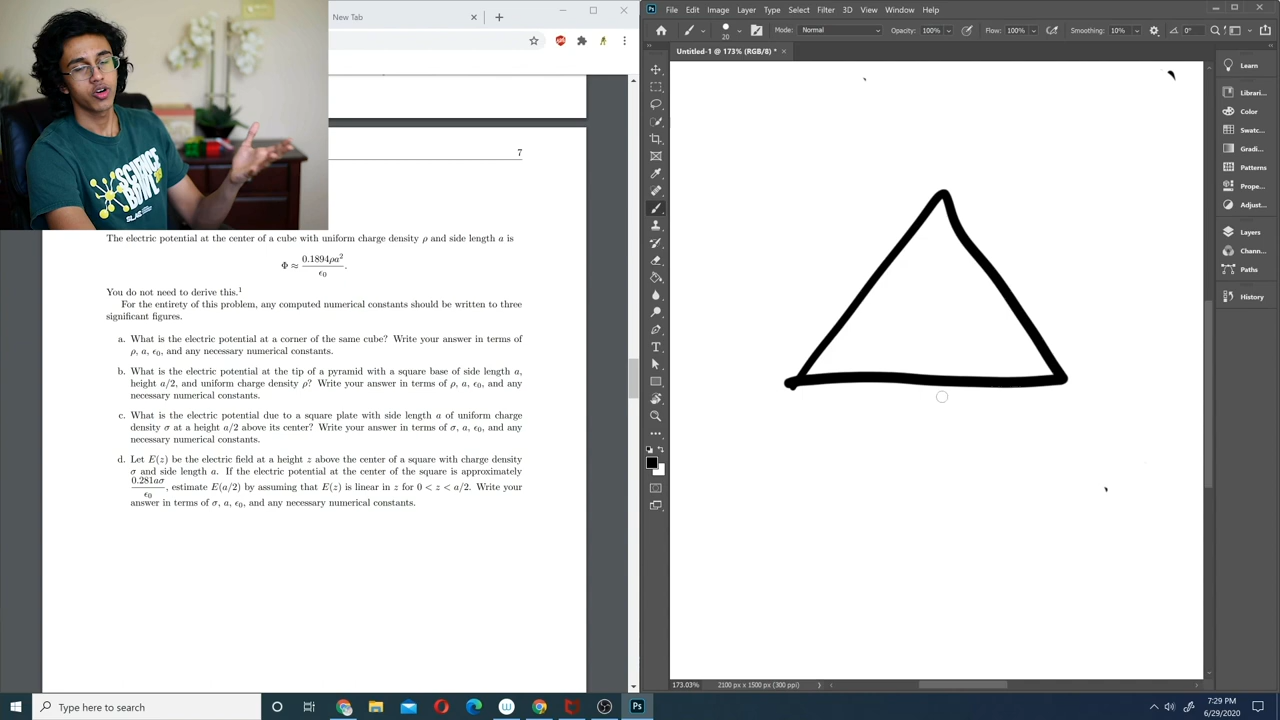 New Tab
File Edit Image Layer Type Select Filter 3D View Window Help
20
Mode: Normal
Opacity: 100%
Flow: 100%
Smoothing: 10%
0°
Untitled-1 @ 173% (RGB/8) *
SCIENCE
BOWL
SLAC
7
The electric potential at the center of a cube with uniform charge density ρ and side length a is
Φ ≈ 0.1894ρa²/ϵ₀.
You do not need to derive this.¹
For the entirety of this problem, any computed numerical constants should be written to three
significant figures.
a. What is the electric potential at a corner of the same cube? Write your answer in terms of
ρ, a, ϵ₀, and any necessary numerical constants.
b. What is the electric potential at the tip of a pyramid with a square base of side length a,
height a/2, and uniform charge density ρ? Write your answer in terms of ρ, a, ϵ₀, and any
necessary numerical constants.
c. What is the electric potential due to a square plate with side length a of uniform charge
density σ at a height a/2 above its center? Write your answer in terms of σ, a, ϵ₀, and any
necessary numerical constants.
d. Let E(z) be the electric field at a height z above the center of a square with charge density
σ and side length a. If the electric potential at the center of the square is approximately
0.281aσ/ϵ₀, estimate E(a/2) by assuming that E(z) is linear in z for 0 < z < a/2. Write your
answer in terms of σ, a, ϵ₀, and any necessary numerical constants.
Learn
Librari...
Color
Swatc...
Gradi...
Patterns
Prope...
Adjust...
Layers
Chann...
Paths
History
173.03%
2100 px x 1500 px (300 ppi)
Type here to search
7:29 PM
6/29/2020